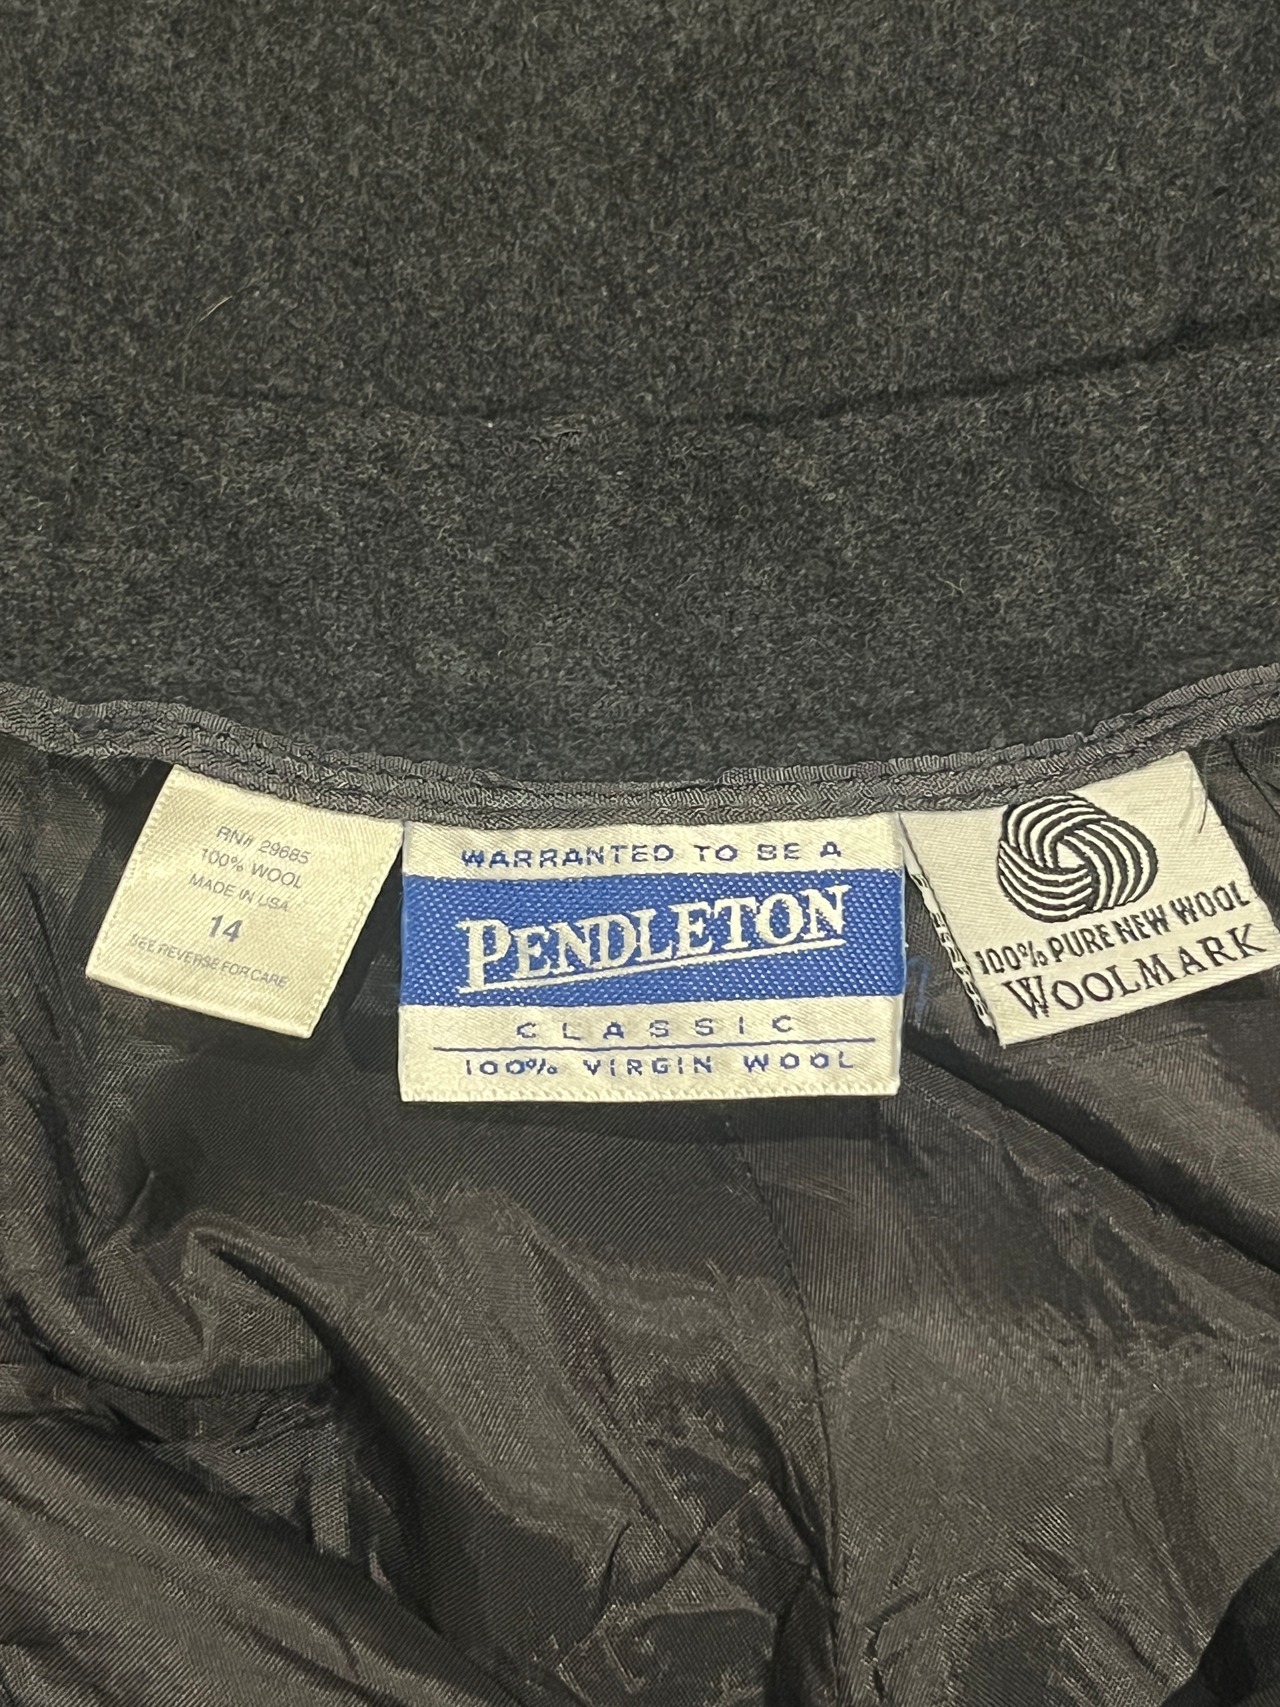 RN# 29685
100% WOOL
MADE IN USA
14
SEE REVERSE FOR CARE
WARRANTED TO BE A
PENDLETON
CLASSIC
100% VIRGIN WOOL
100% PURE NEW WOOL
WOOLMARK